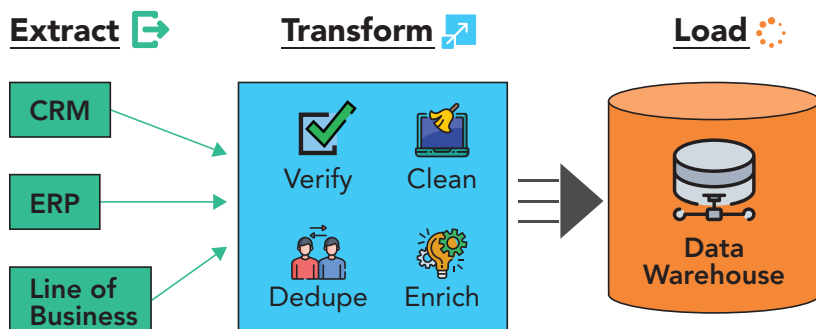 Extract
Transform
Load
CRM
ERP
Line of
Business
Verify
Clean
Dedupe
Enrich
Data
Warehouse